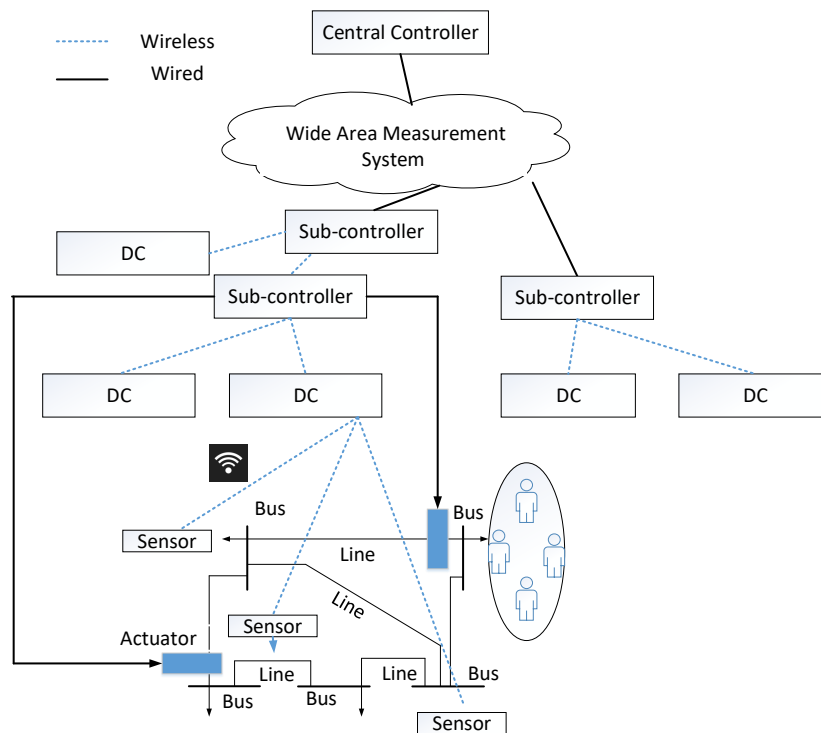 Central Controller
Wireless
Wired
Wide Area Measurement
System
Sub-controller
DC
Sub-controller
Sub-controller
DC
DC
DC
DC
Bus
Bus
Sensor
Line
Line
Sensor
Actuator
Line
Line
Bus
Bus
Bus
Sensor